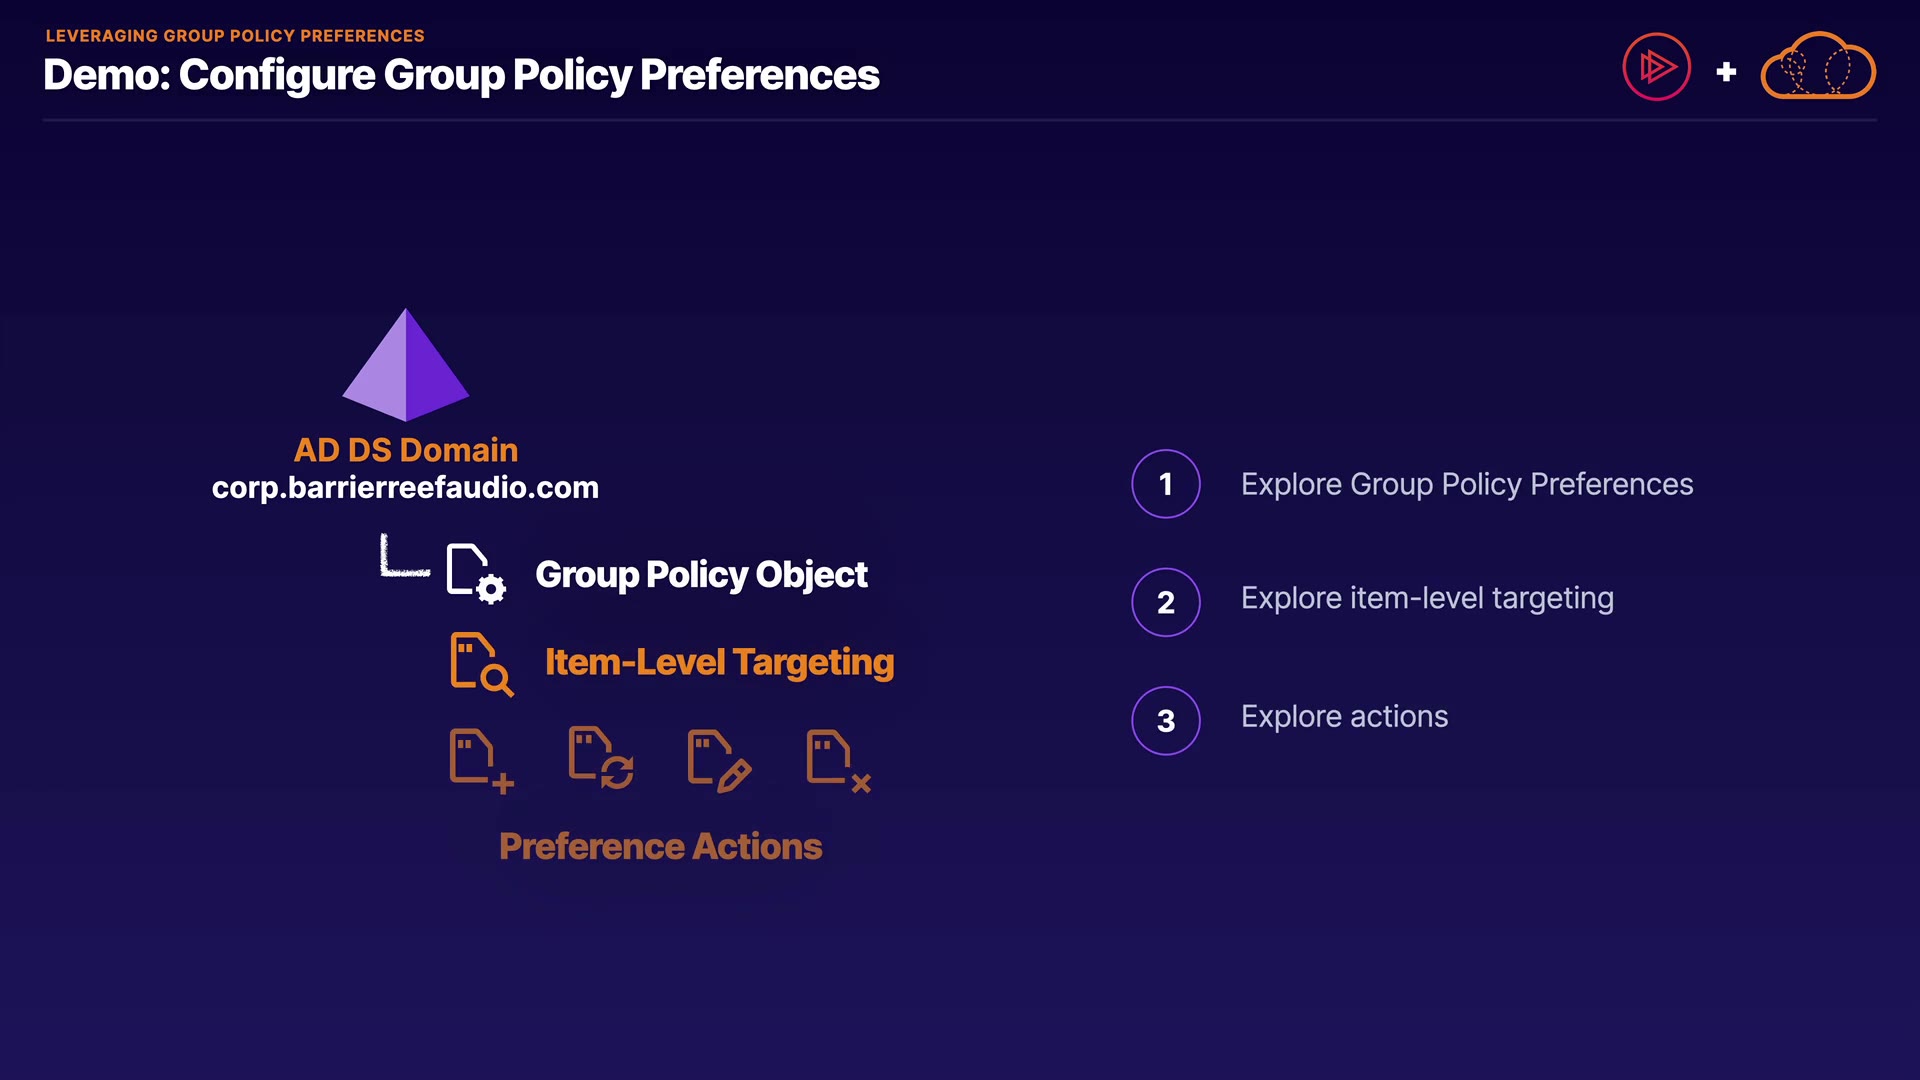 LEVERAGING GROUP POLICY PREFERENCES
Demo: Configure Group Policy Preferences
AD DS Domain
corp.barrierreefaudio.com
Group Policy Object
Item-Level Targeting
Preference Actions
1 Explore Group Policy Preferences
2 Explore item-level targeting
3 Explore actions